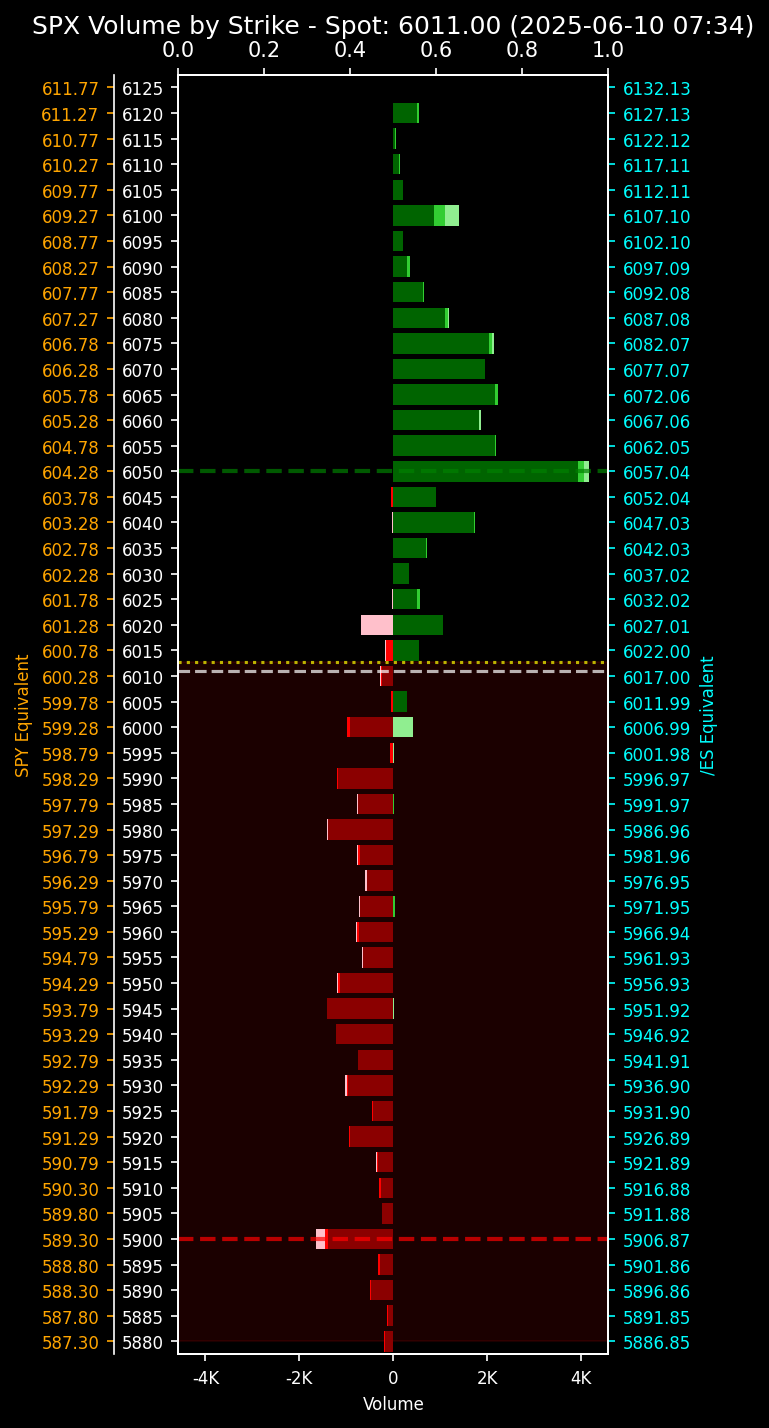 SPX Volume by Strike - Spot: 6011.00 (2025-06-10 07:34)
0.0 0.2 0.4 0.6 0.8 1.0
611.77 6125 6132.13
611.27 6120 6127.13
610.77 6115 6122.12
610.27 6110 6117.11
609.77 6105 6112.11
609.27 6100 6107.10
608.77 6095 6102.10
608.27 6090 6097.09
607.77 6085 6092.08
607.27 6080 6087.08
606.78 6075 6082.07
606.28 6070 6077.07
605.78 6065 6072.06
605.28 6060 6067.06
604.78 6055 6062.05
604.28 6050 6057.04
603.78 6045 6052.04
603.28 6040 6047.03
602.78 6035 6042.03
602.28 6030 6037.02
601.78 6025 6032.02
601.28 6020 6027.01
600.78 6015 6022.00
600.28 6010 6017.00
599.78 6005 6011.99
599.28 6000 6006.99
598.79 5995 6001.98
598.29 5990 5996.97
597.79 5985 5991.97
597.29 5980 5986.96
596.79 5975 5981.96
596.29 5970 5976.95
595.79 5965 5971.95
595.29 5960 5966.94
594.79 5955 5961.93
594.29 5950 5956.93
593.79 5945 5951.92
593.29 5940 5946.92
592.79 5935 5941.91
592.29 5930 5936.90
591.79 5925 5931.90
591.29 5920 5926.89
590.79 5915 5921.89
590.30 5910 5916.88
589.80 5905 5911.88
589.30 5900 5906.87
588.80 5895 5901.86
588.30 5890 5896.86
587.80 5885 5891.85
587.30 5880 5886.85
SPY Equivalent
/ES Equivalent
-4K -2K 0 2K 4K
Volume